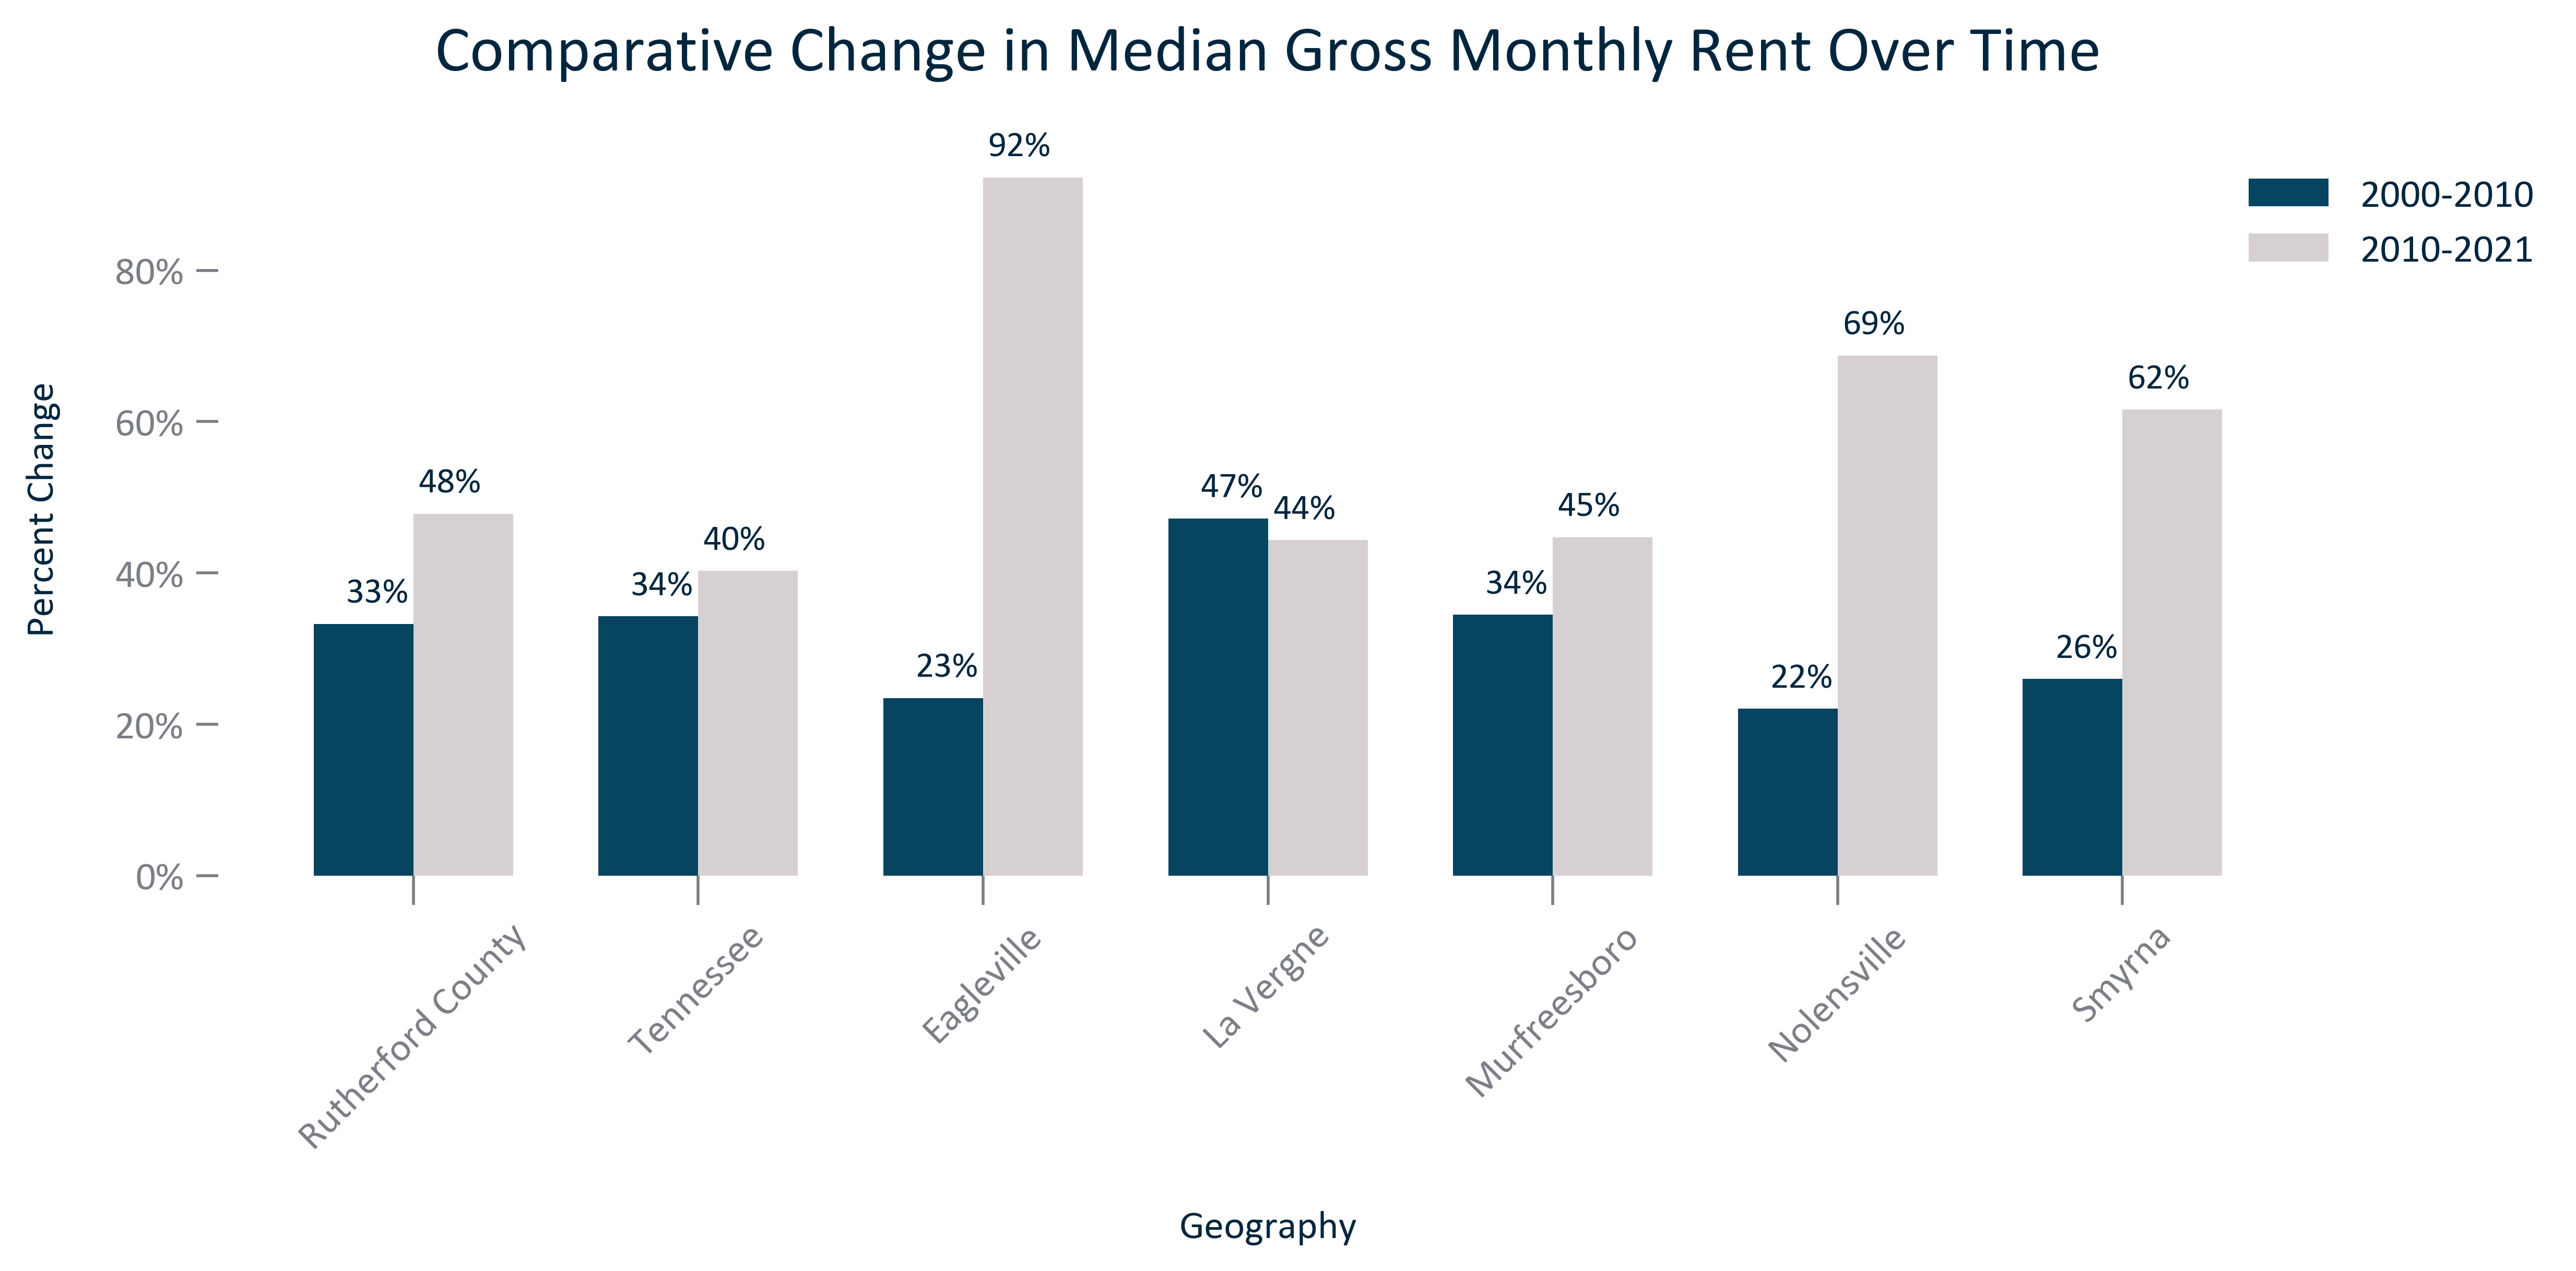 Comparative Change in Median Gross Monthly Rent Over Time
2000-2010
2010-2021
Percent Change
80%
60%
40%
20%
0%
33%
48%
34%
40%
23%
92%
47%
44%
34%
45%
22%
69%
26%
62%
Rutherford County
Tennessee
Eagleville
La Vergne
Murfreesboro
Nolensville
Smyrna
Geography